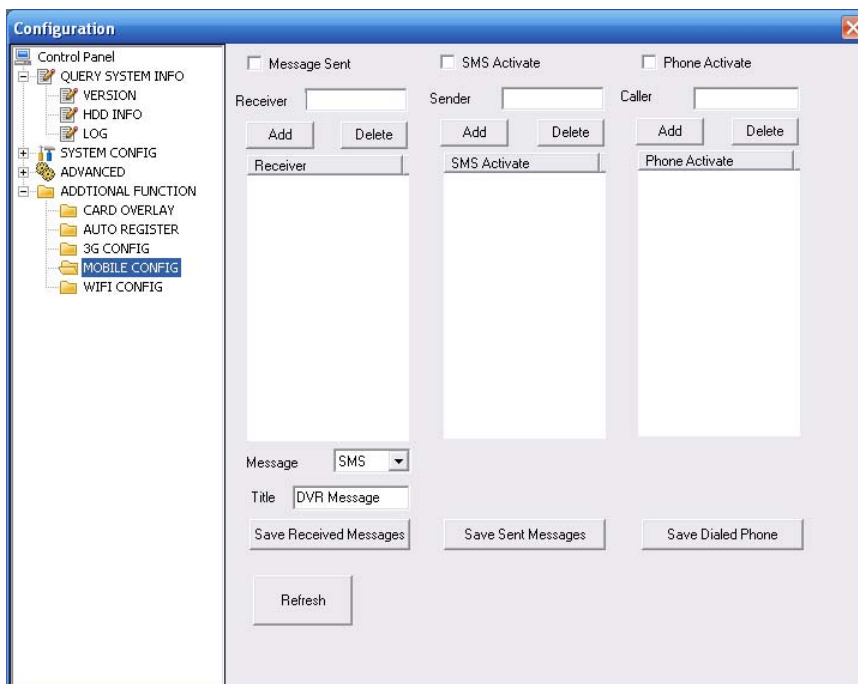 Configuration
Control Panel
QUERY SYSTEM INFO
VERSION
HDD INFO
LOG
SYSTEM CONFIG
ADVANCED
ADDTIONAL FUNCTION
CARD OVERLAY
AUTO REGISTER
3G CONFIG
MOBILE CONFIG
WIFI CONFIG
Message Sent
Receiver
Add Delete
Receiver
Message SMS
Title DVR Message
Save Received Messages
Refresh
SMS Activate
Sender
Add Delete
SMS Activate
Save Sent Messages
Phone Activate
Caller
Add Delete
Phone Activate
Save Dialed Phone